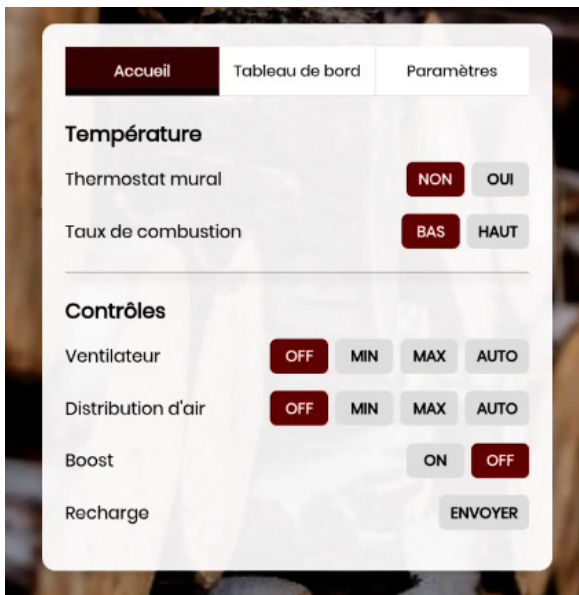 Accueil Tableau de bord Paramètres
Température
Thermostat mural NON OUI
Taux de combustion BAS HAUT
Contrôles
Ventilateur OFF MIN MAX AUTO
Distribution d'air OFF MIN MAX AUTO
Boost ON OFF
Recharge ENVOYER